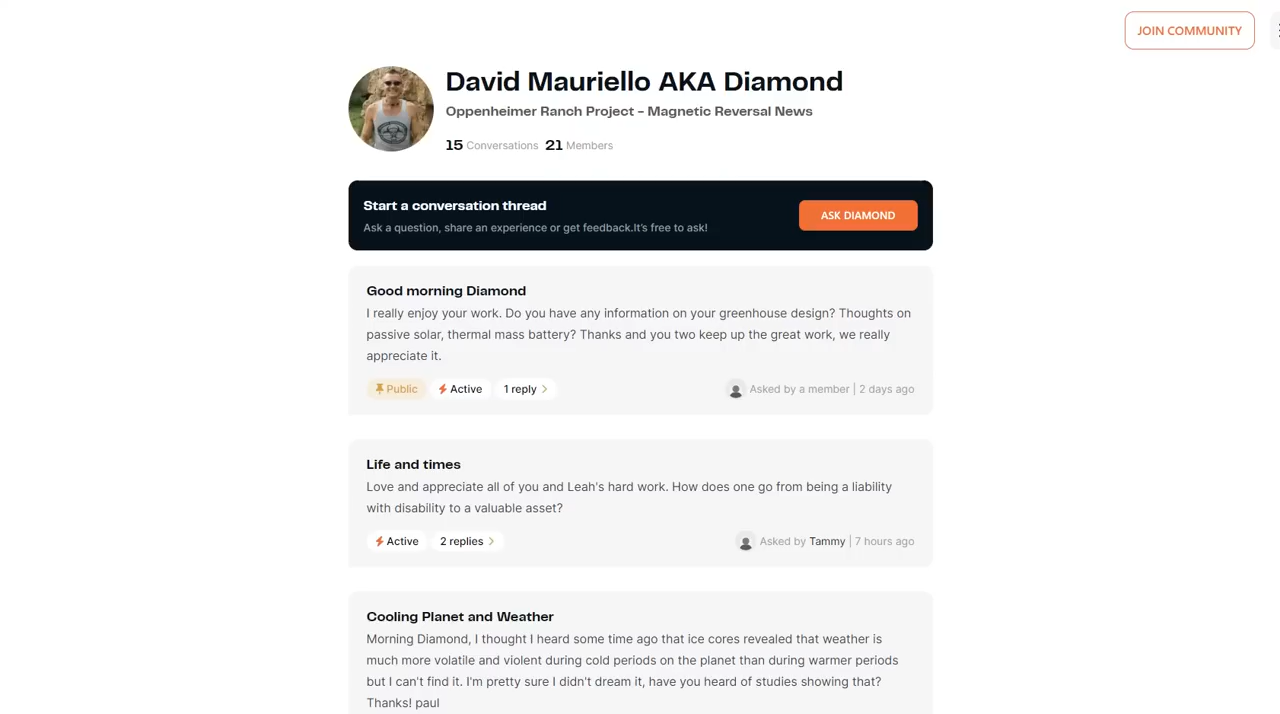 JOIN COMMUNITY
David Mauriello AKA Diamond
Oppenheimer Ranch Project - Magnetic Reversal News
15 Conversations 21 Members
Start a conversation thread
Ask a question, share an experience or get feedback.It's free to ask!
ASK DIAMOND
Good morning Diamond
I really enjoy your work. Do you have any information on your greenhouse design? Thoughts on
passive solar, thermal mass battery? Thanks and you two keep up the great work, we really
appreciate it.
Public Active 1 reply Asked by a member | 2 days ago
Life and times
Love and appreciate all of you and Leah's hard work. How does one go from being a liability
with disability to a valuable asset?
Active 2 replies Asked by Tammy | 7 hours ago
Cooling Planet and Weather
Morning Diamond, I thought I heard some time ago that ice cores revealed that weather is
much more volatile and violent during cold periods on the planet than during warmer periods
but I can't find it. I'm pretty sure I didn't dream it, have you heard of studies showing that?
Thanks! paul